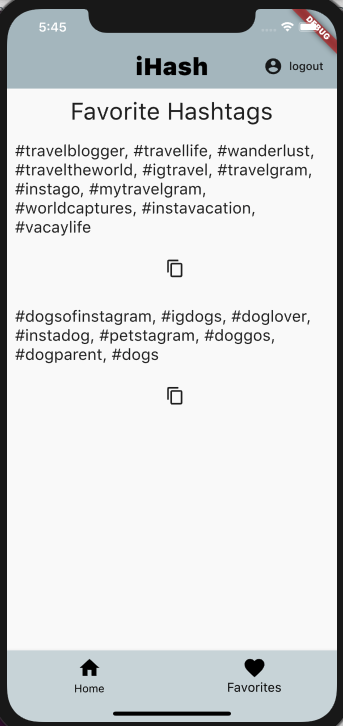 5:45
DEBUG
iHash
logout
Favorite Hashtags
#travelblogger, #travellife, #wanderlust,
#traveltheworld, #igtravel, #travelgram,
#instago, #mytravelgram,
#worldcaptures, #instavacation,
#vacaylife
#dogsofinstagram, #igdogs, #doglover,
#instadog, #petstagram, #doggos,
#dogparent, #dogs
Home
Favorites